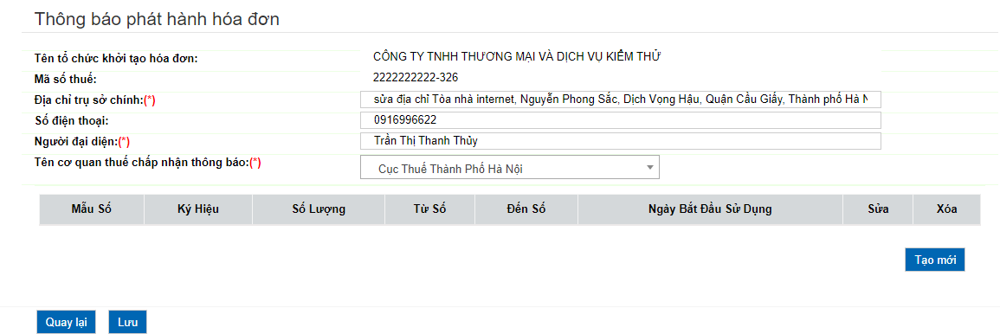 Thông báo phát hành hóa đơn
Tên tổ chức khởi tạo hóa đơn: CÔNG TY TNHH THƯƠNG MẠI VÀ DỊCH VỤ KIỂM THỬ
Mã số thuế: 2222222222-326
Địa chỉ trụ sở chính:(*) sửa địa chỉ Tòa nhà internet, Nguyễn Phong Sắc, Dịch Vọng Hậu, Quận Cầu Giấy, Thành phố Hà N
Số điện thoại: 0916996622
Người đại diện:(*) Trần Thị Thanh Thủy
Tên cơ quan thuế chấp nhận thông báo:(*) Cục Thuế Thành Phố Hà Nội
Mẫu Số Ký Hiệu Số Lượng Từ Số Đến Số Ngày Bắt Đầu Sử Dụng Sửa Xóa
Tạo mới
Quay lại Lưu